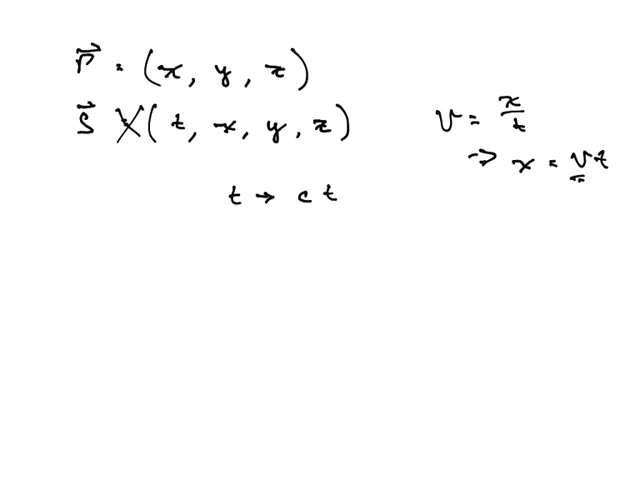 r⃗ = (x, y, z)
S⃗ (t, x, y, z)
v = x/t
→ x = vt
t → ct